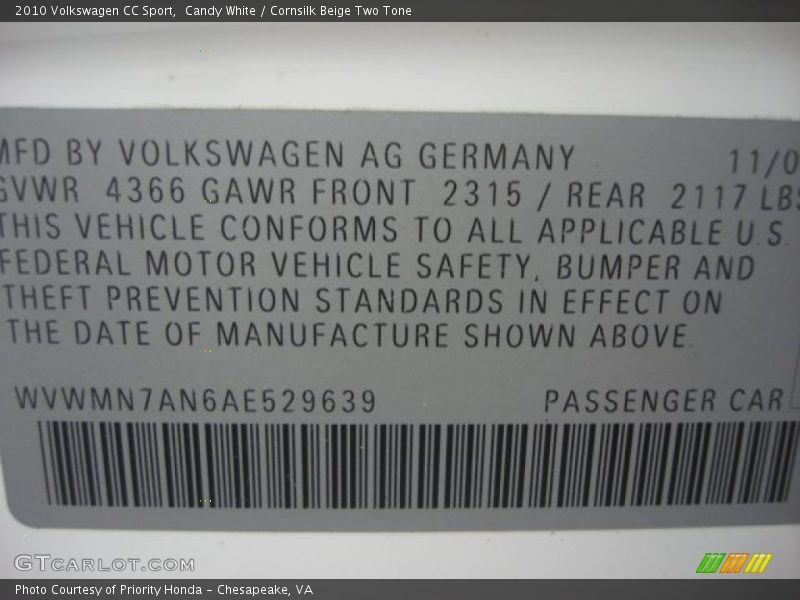 2010 Volkswagen CC Sport,  Candy White / Cornsilk Beige Two Tone
MFD BY VOLKSWAGEN AG GERMANY 11/0
GVWR 4366 GAWR FRONT 2315 / REAR 2117 LBS
THIS VEHICLE CONFORMS TO ALL APPLICABLE U.S.
FEDERAL MOTOR VEHICLE SAFETY, BUMPER AND
THEFT PREVENTION STANDARDS IN EFFECT ON
THE DATE OF MANUFACTURE SHOWN ABOVE.
WVWMN7AN6AE529639 PASSENGER CAR
GTCARLOT.COM
Photo Courtesy of Priority Honda - Chesapeake, VA